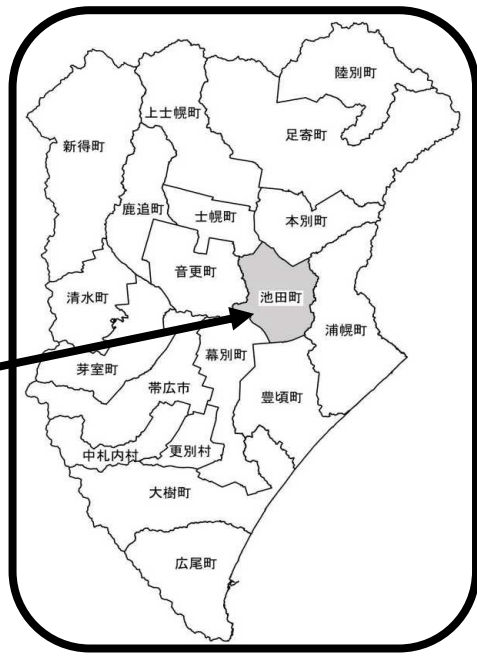 陸別町
上士幌町
足寄町
新得町
鹿追町
士幌町
本別町
音更町
清水町
池田町
浦幌町
幕別町
芽室町
帯広市
豊頃町
中札内村
更別村
大樹町
広尾町